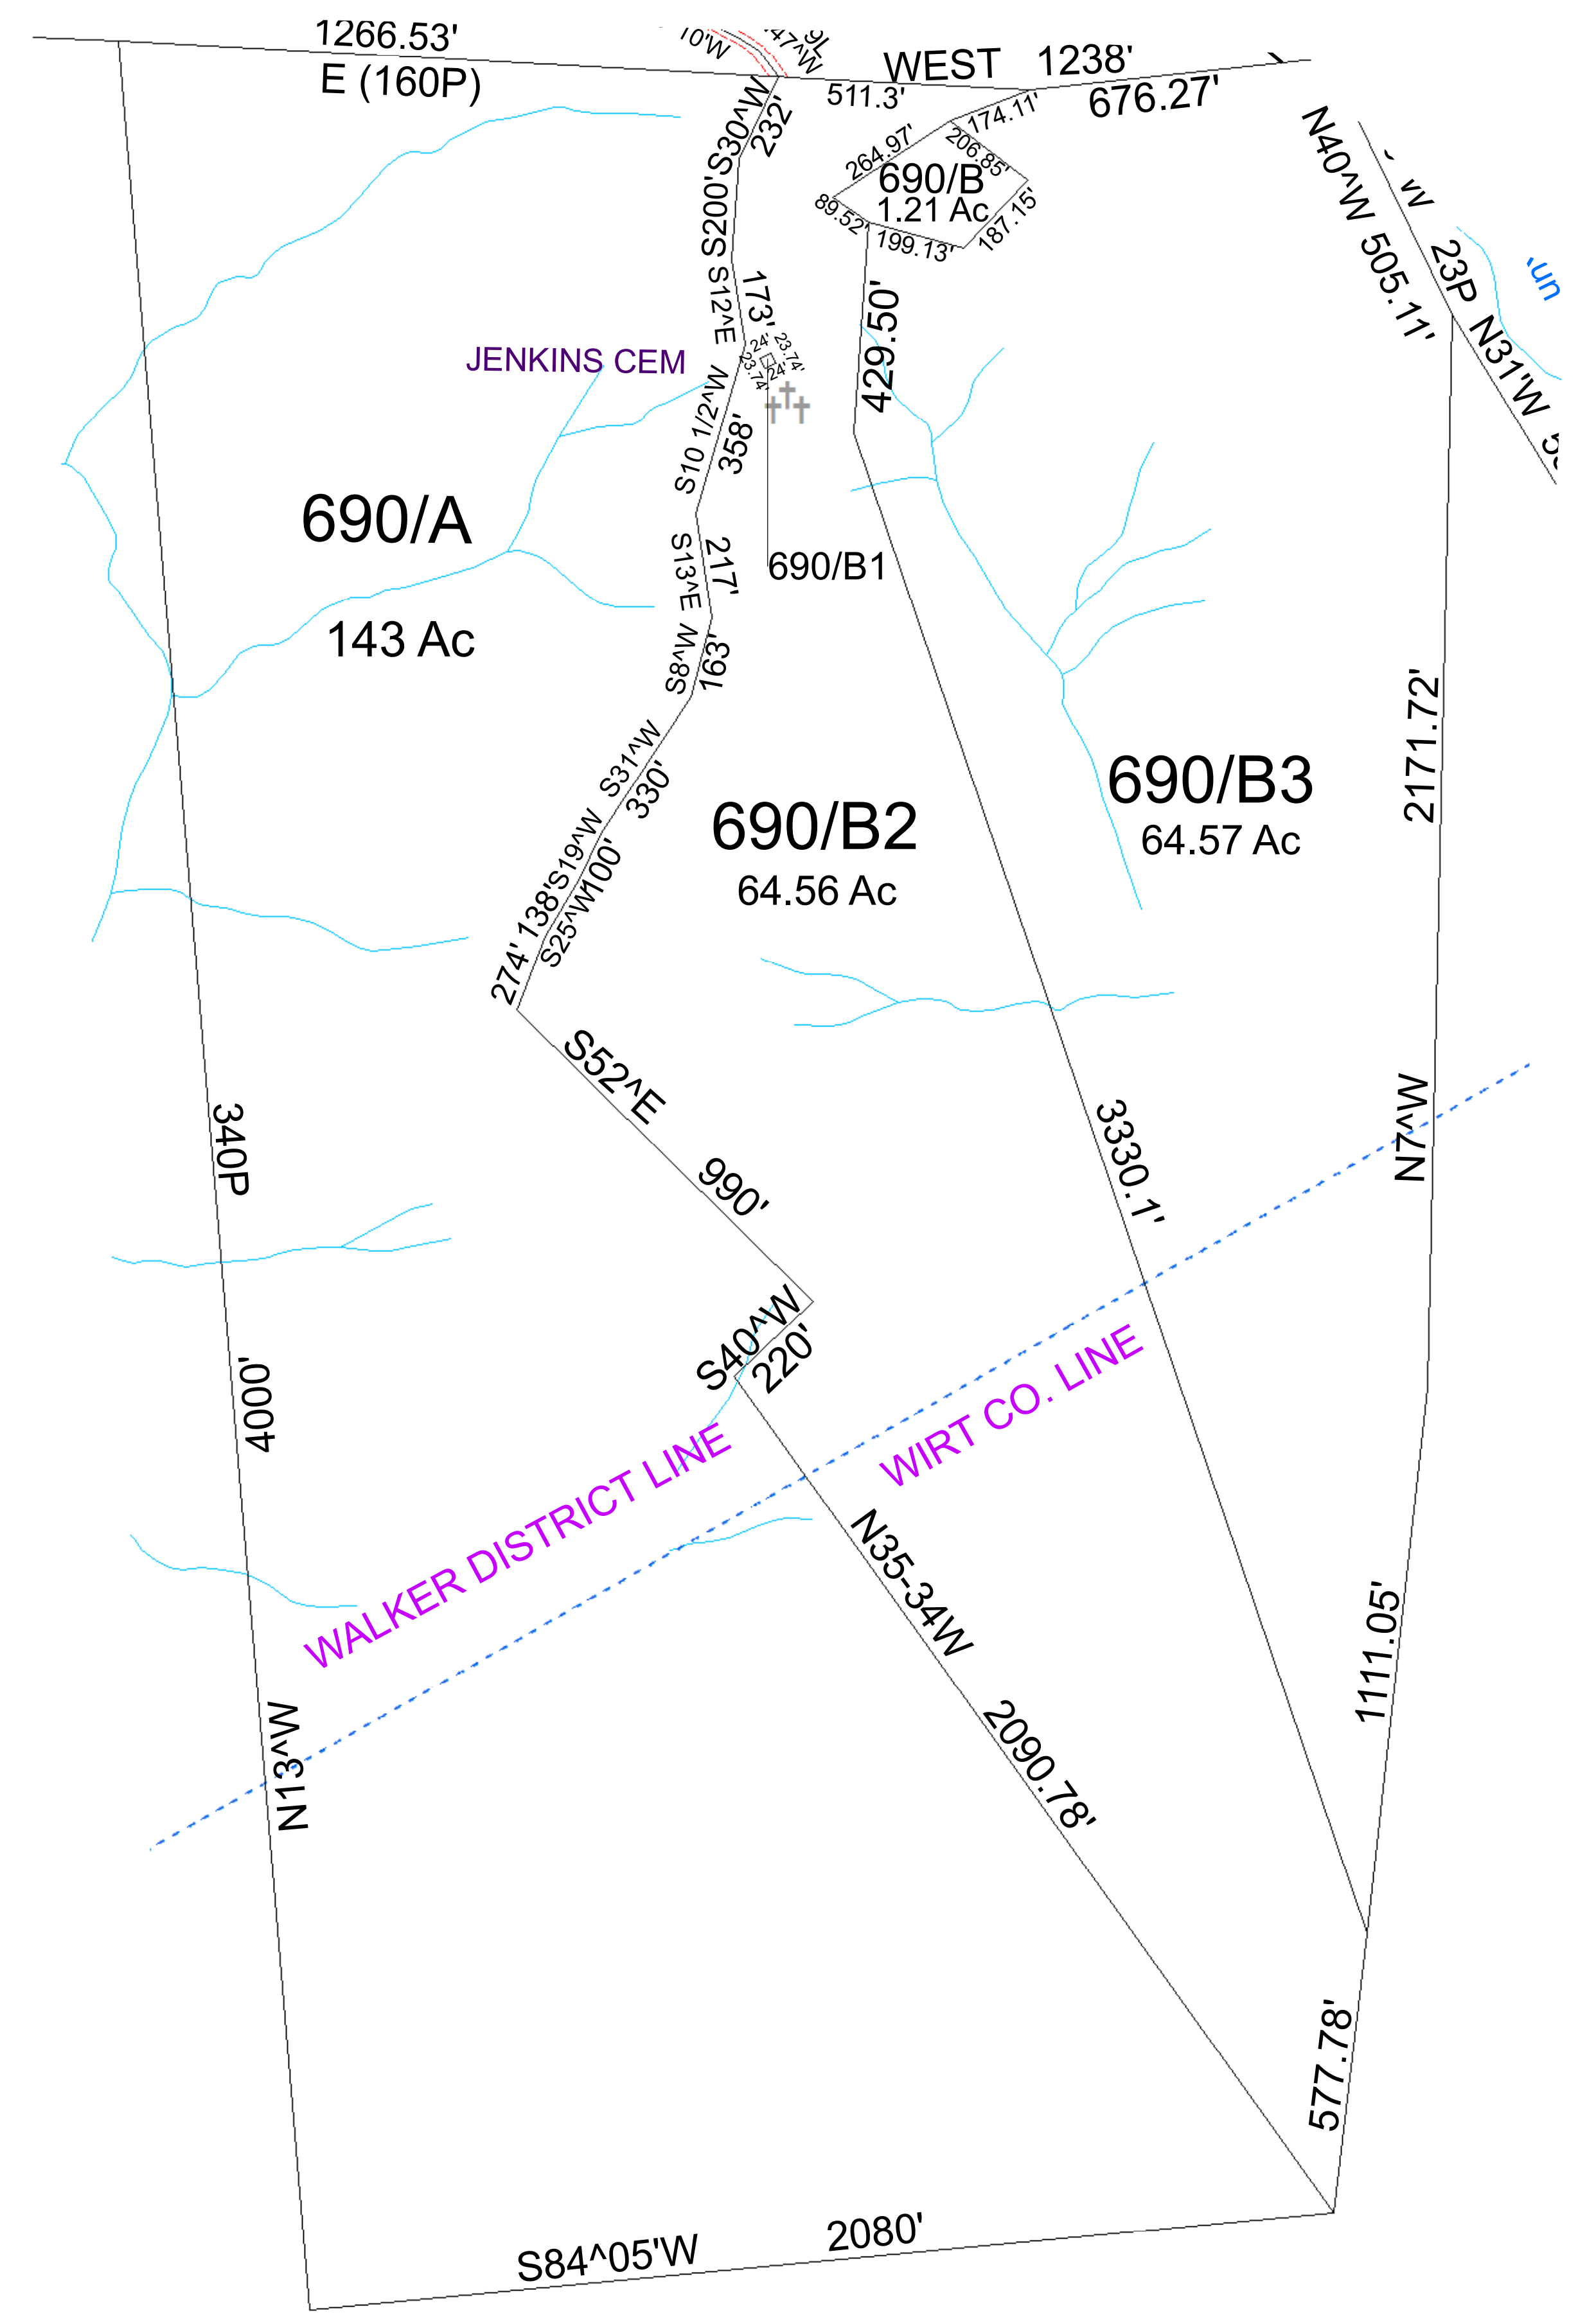 1266.53'
E (160P)
10'W
47^W
WEST 1238'
511.3'
676.27'
174.11'
S30^W
232'
264.97'
206.85'
690/B
1.21 Ac
89.52'
199.13'
187.15'
S200'
S12^E
173'
N40^W 505.11'
23P
N31'W
JENKINS CEM
24'
23.74'
23.74'
24'
429.50'
S10 1/2^W
358'
690/A
143 Ac
690/B1
S13^E
217'
S8^W
163'
S31^W
330'
690/B2
64.56 Ac
690/B3
64.57 Ac
2171.72'
S19^W
100'
138'
S25^W
274'
S52^E
990'
340P
3330.1'
N7^W
4000'
S40^W
220'
WALKER DISTRICT LINE
WIRT CO. LINE
N13^W
N35-34W
2090.78'
1111.05'
577.78'
S84^05'W
2080'